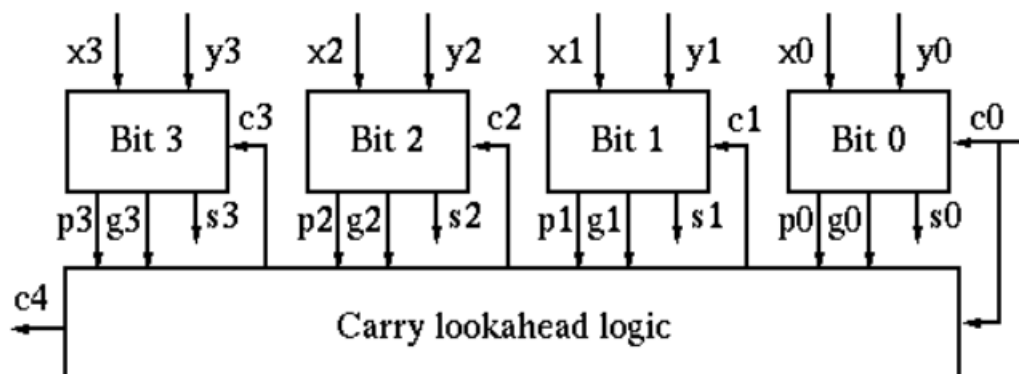 x3 y3 x2 y2 x1 y1 x0 y0
Bit 3 c3 Bit 2 c2 Bit 1 c1 Bit 0 c0
p3 g3 s3 p2 g2 s2 p1 g1 s1 p0 g0 s0
c4
Carry lookahead logic